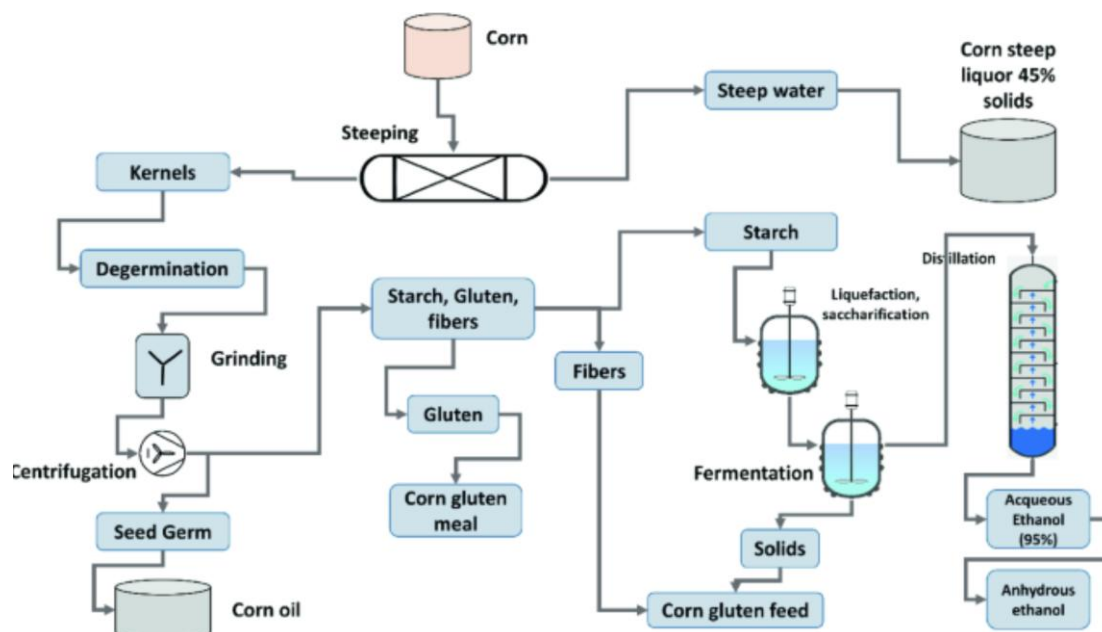 Corn
Corn steep
liquor 45%
solids
Steep water
Steeping
Kernels
Starch
Degermination
Distillation
Starch, Gluten,
fibers
Liquefaction,
saccharification
Grinding
Fibers
Gluten
Centrifugation
Fermentation
Corn gluten
meal
Acqueous
Ethanol
(95%)
Seed Germ
Solids
Anhydrous
ethanol
Corn oil
Corn gluten feed